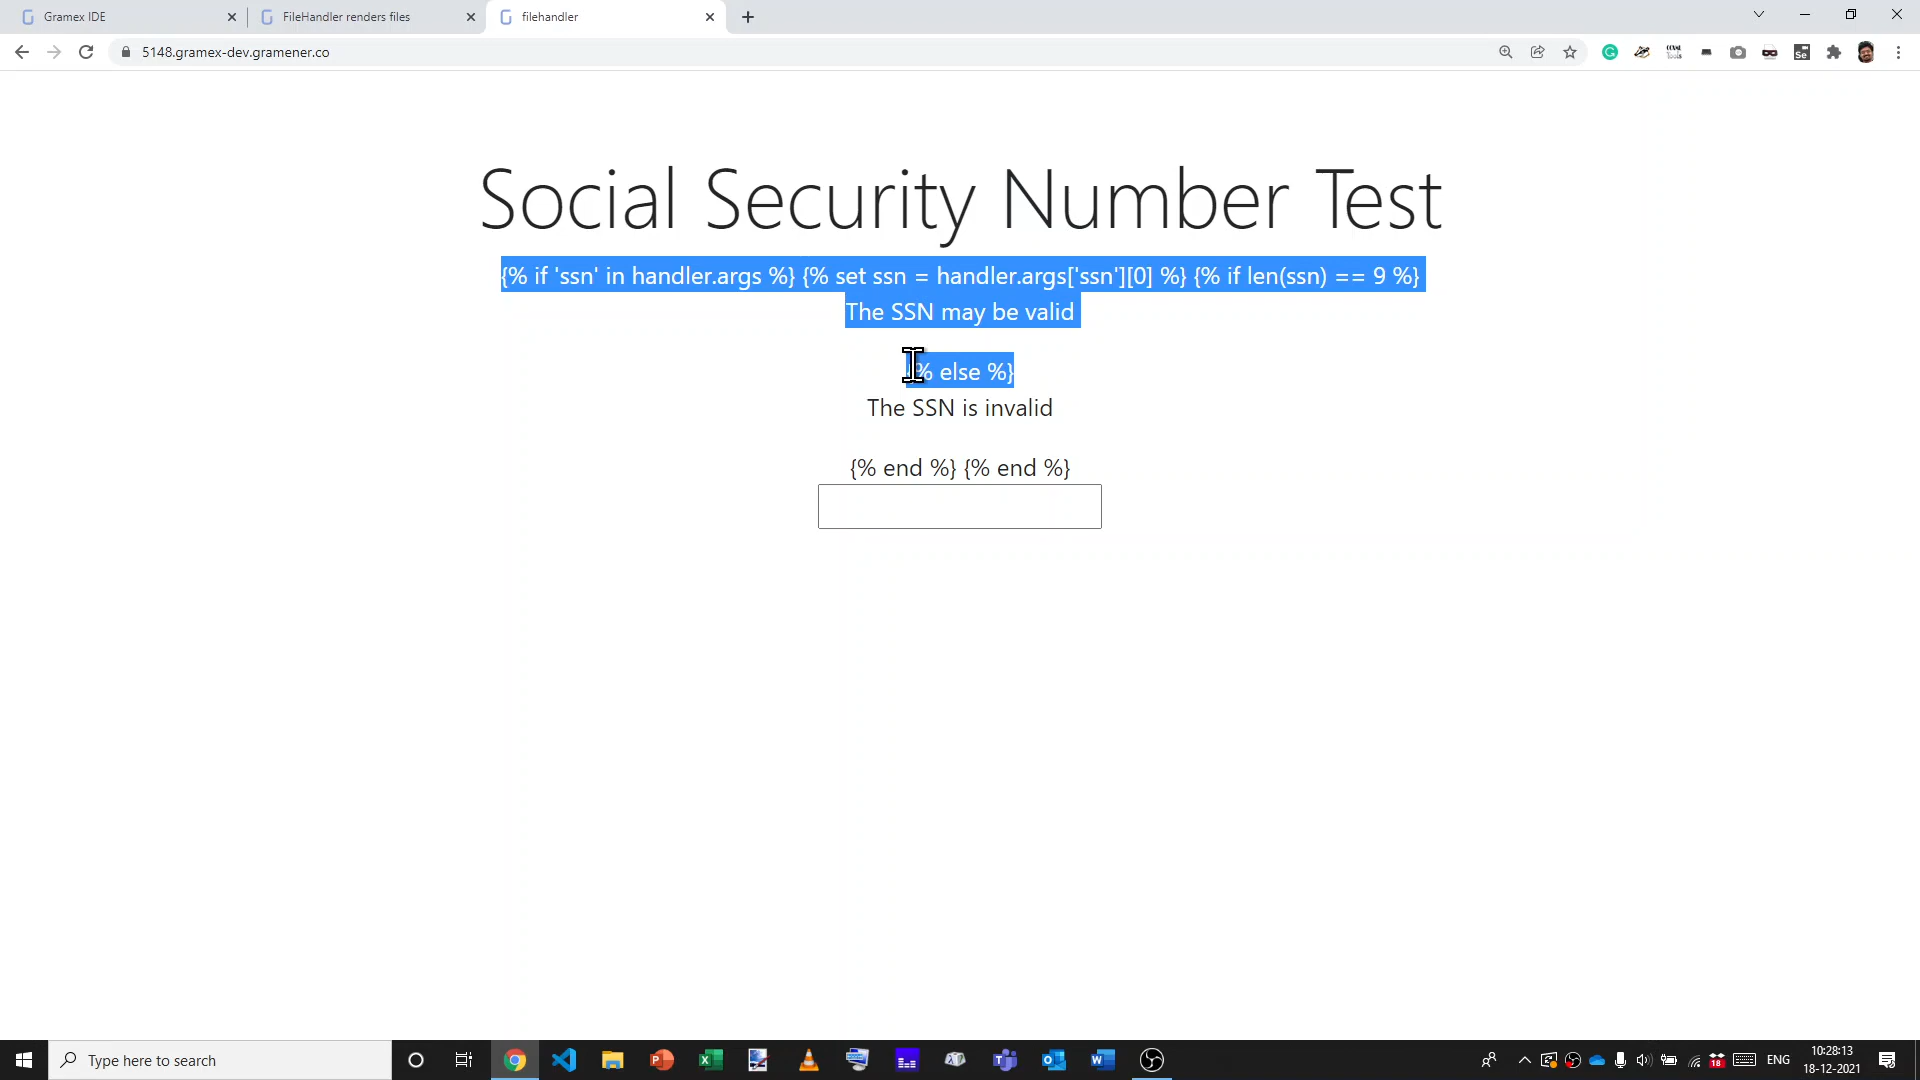 Gramex IDE
FileHandler renders files
filehandler
5148.gramex-dev.gramener.co
Social Security Number Test
{% if 'ssn' in handler.args %} {% set ssn = handler.args['ssn'][0] %} {% if len(ssn) == 9 %}
The SSN may be valid
{% else %}
The SSN is invalid
{% end %} {% end %}
Type here to search
18
ENG
10:28:13
18-12-2021